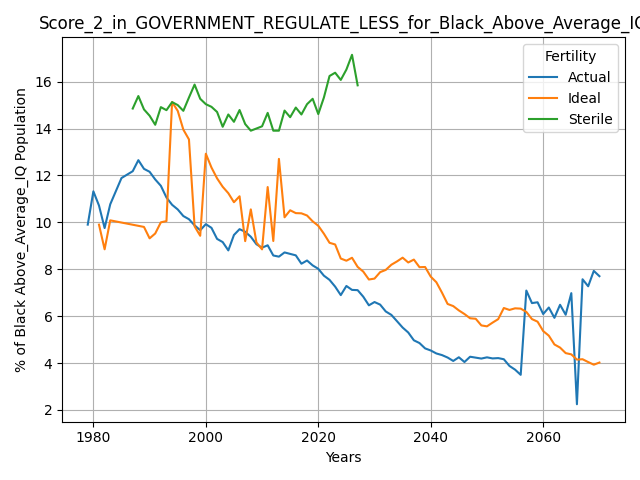 Score_2_in_GOVERNMENT_REGULATE_LESS_for_Black_Above_Average_IQ
Fertility
Actual
Ideal
Sterile
% of Black Above_Average_IQ Population
16
14
12
10
8
6
4
2
1980 2000 2020 2040 2060
Years